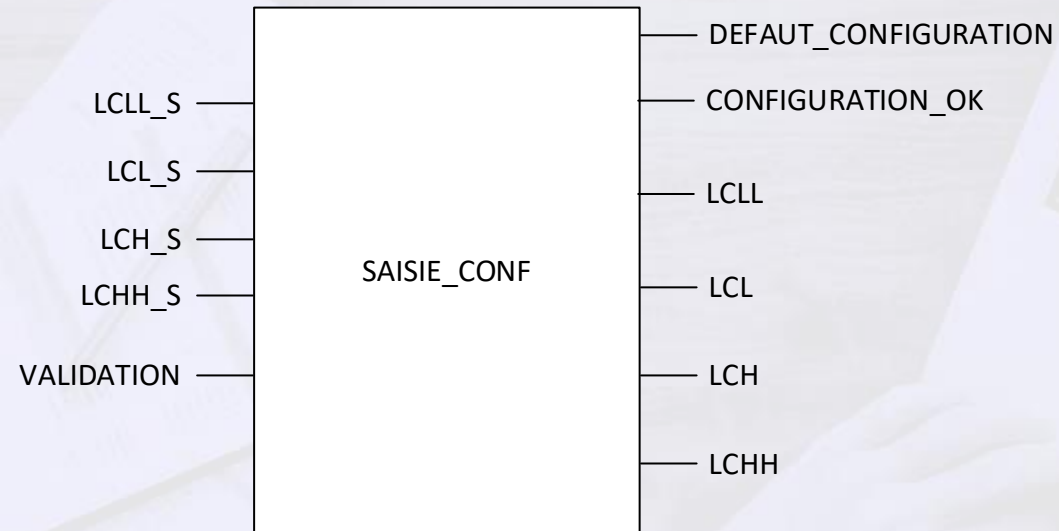 DEFAUT_CONFIGURATION
LCLL_S
CONFIGURATION_OK
LCL_S
LCLL
LCH_S
SAISIE_CONF
LCHH_S
LCL
VALIDATION
LCH
LCHH